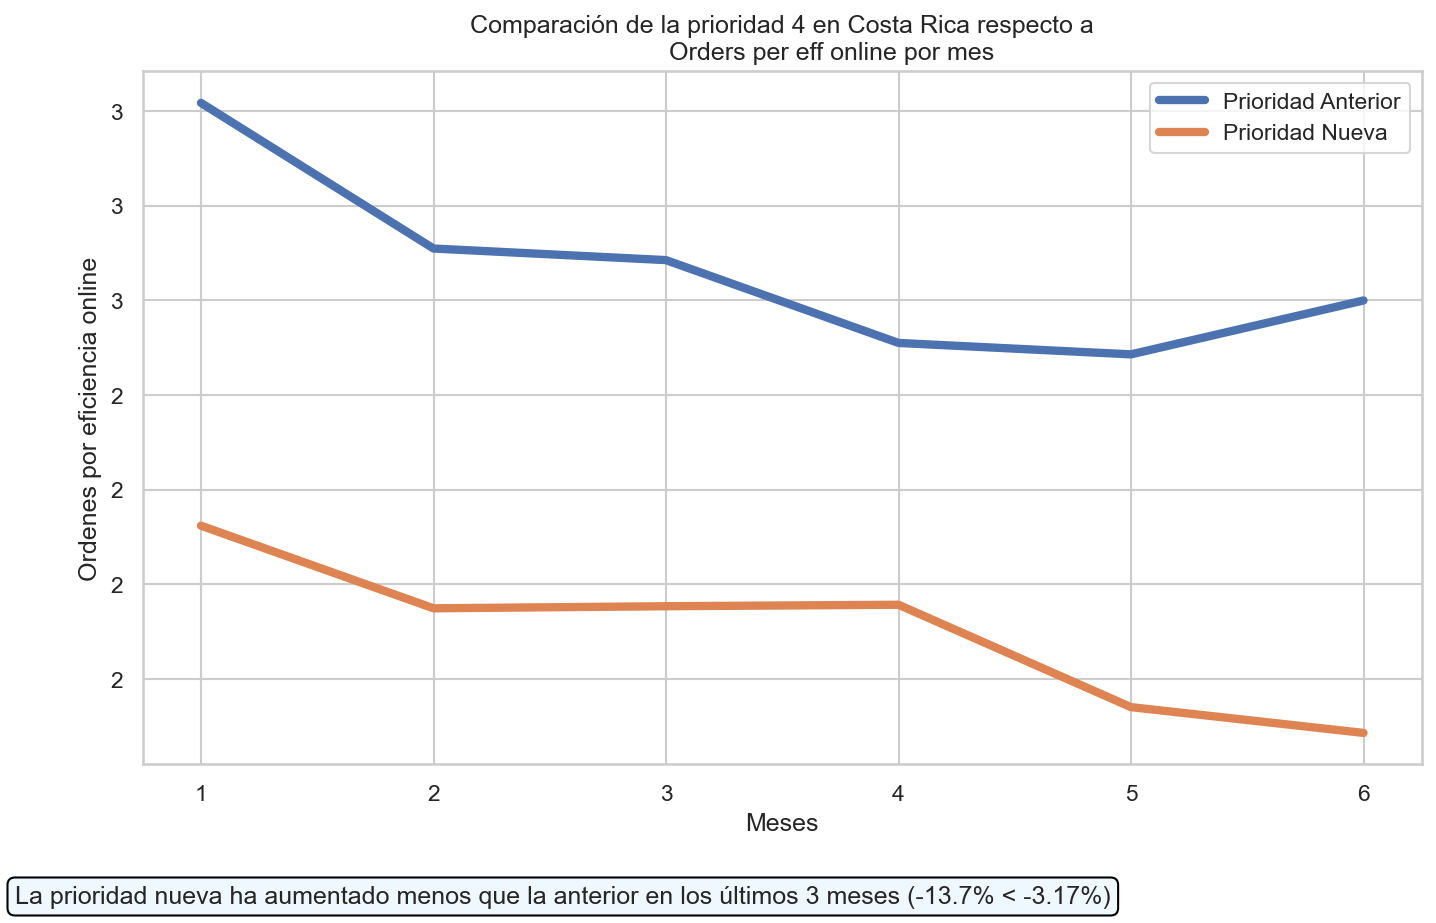 Comparación de la prioridad 4 en Costa Rica respecto a
Orders per eff online por mes
Prioridad Anterior
Prioridad Nueva
Ordenes por eficiencia online
3
3
3
2
2
2
2
1 2 3 4 5 6
Meses
La prioridad nueva ha aumentado menos que la anterior en los últimos 3 meses (-13.7% < -3.17%)